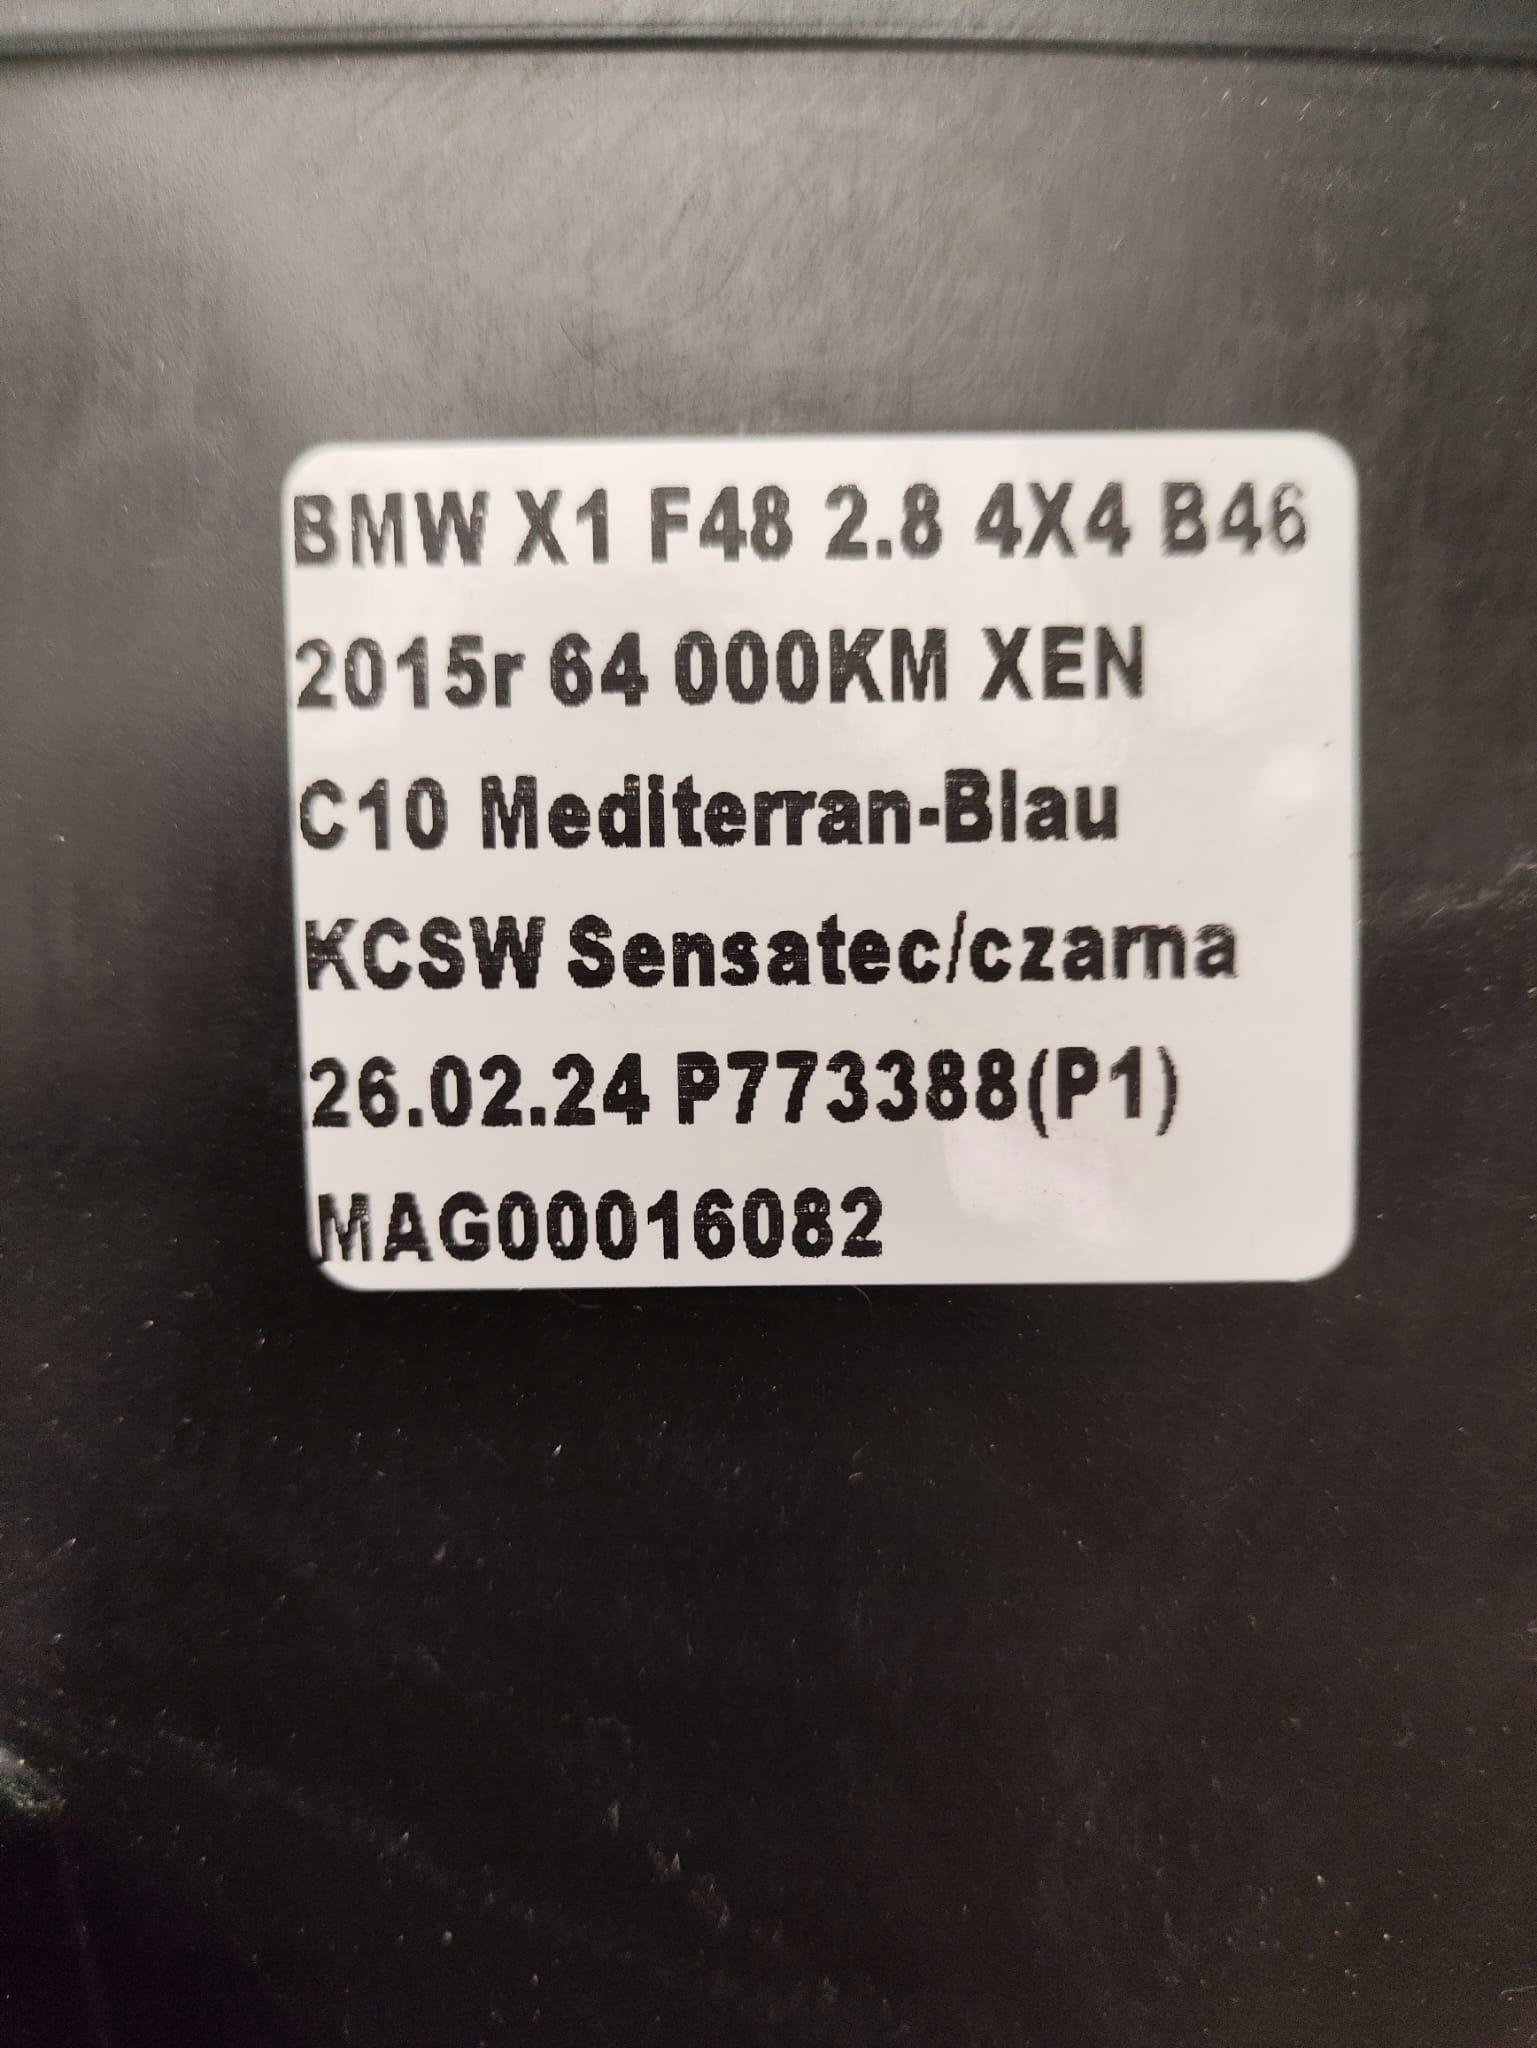 BMW X1 F48 2.8 4X4 B46
2015r 64 000KM XEN
C10 Mediterran-Blau
KCSW Sensatec/czarna
26.02.24 P773388(P1)
MAG00016082